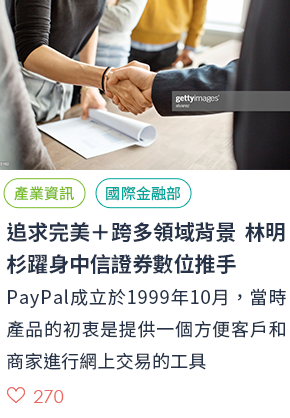 gettyimages®
產業資訊
國際金融部
追求完美＋跨多領域背景 林明
杉躍身中信證券數位推手
PayPal成立於1999年10月，當時
產品的初衷是提供一個方便客戶和
商家進行網上交易的工具
270